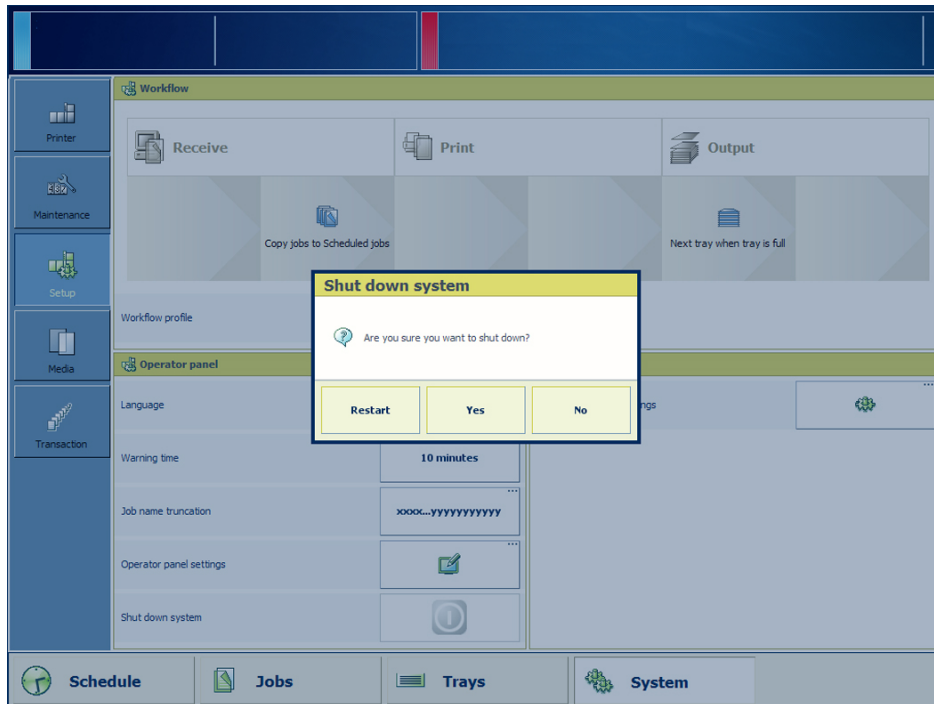 Printer
Maintenance
Setup
Media
Transaction
Workflow
Receive
Print
Output
Copy jobs to Scheduled jobs
Next tray when tray is full
Workflow profile
Shut down system
Are you sure you want to shut down?
Restart
Yes
No
Operator panel
Language
ngs
...
Warning time
10 minutes
Job name truncation
...
xxxx...yyyyyyyyyyy
Operator panel settings
...
Shut down system
Schedule
Jobs
Trays
System